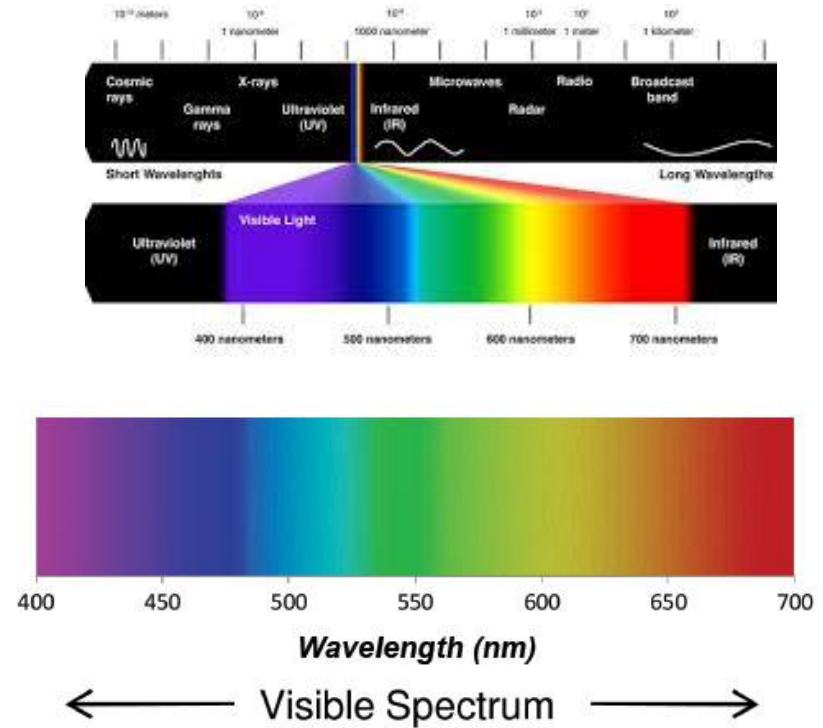 1 nanometer 1000 nanometer 1 millimeter 1 meter 1 kilometer
Cosmic rays X-rays Microwaves Radio Broadcast band
Gamma rays Ultraviolet (UV) Infrared (IR) Radar
Short Wavelenghts Long Wavelengths
Visible Light
Ultraviolet (UV) Infrared (IR)
400 nanometers 500 nanometers 600 nanometers 700 nanometers
400 450 500 550 600 650 700
Wavelength (nm)
Visible Spectrum